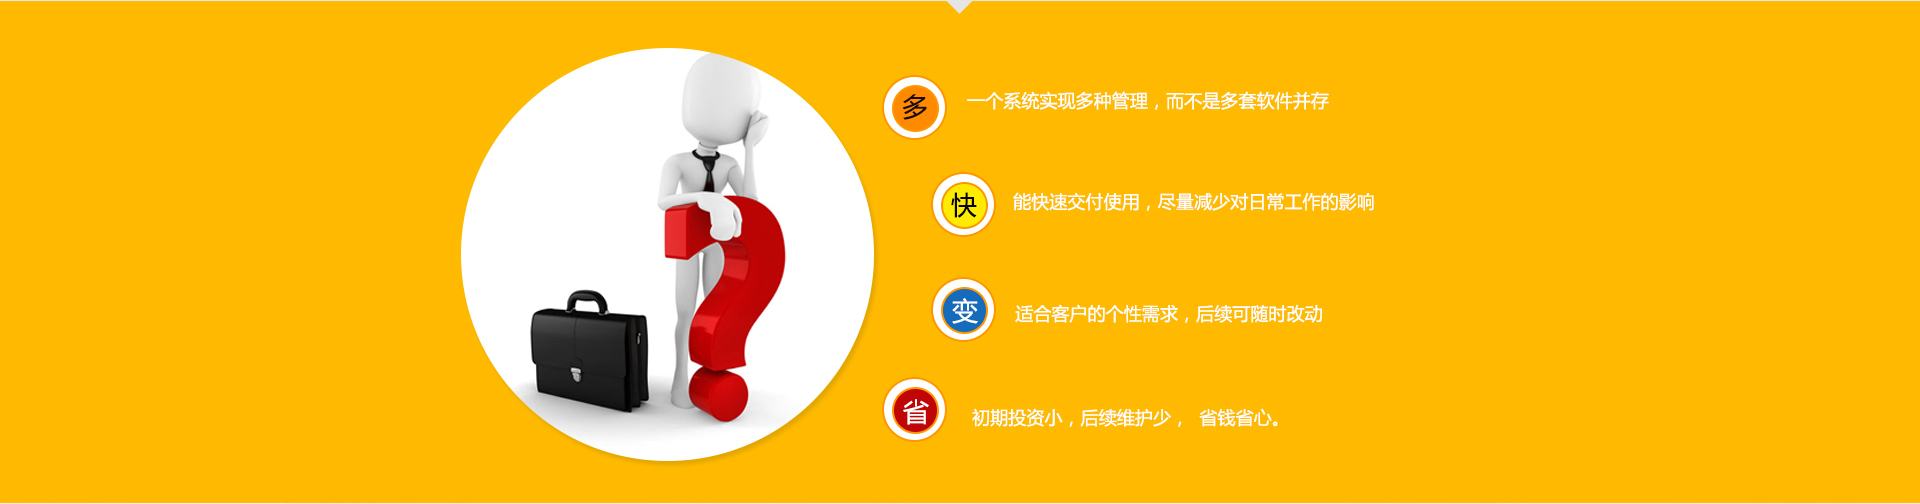 多
一个系统实现多种管理，而不是多套软件并存
快
能快速交付使用，尽量减少对日常工作的影响
变
适合客户的个性需求，后续可随时改动
省
初期投资小，后续维护少， 省钱省心。